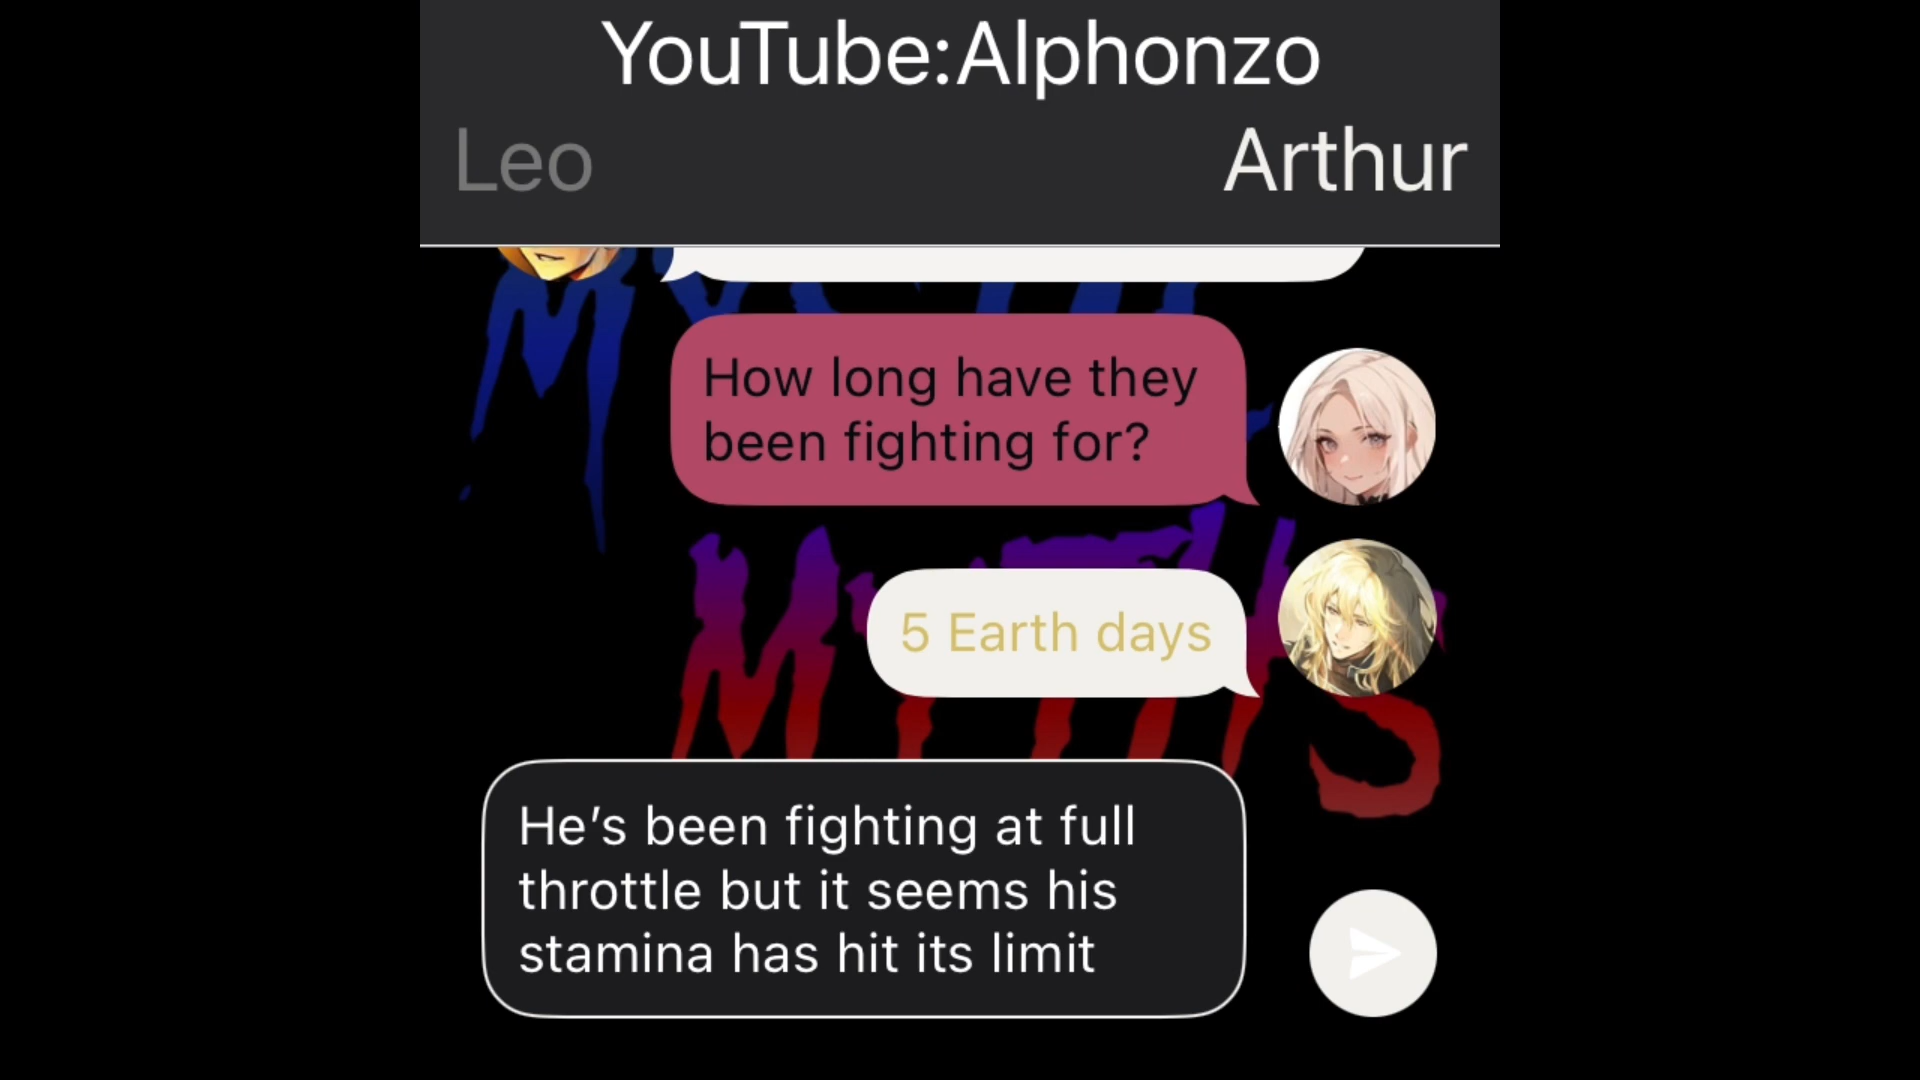 YouTube:Alphonzo
Leo
Arthur
How long have they
been fighting for?
5 Earth days
MYTHS
He’s been fighting at full
throttle but it seems his
stamina has hit its limit